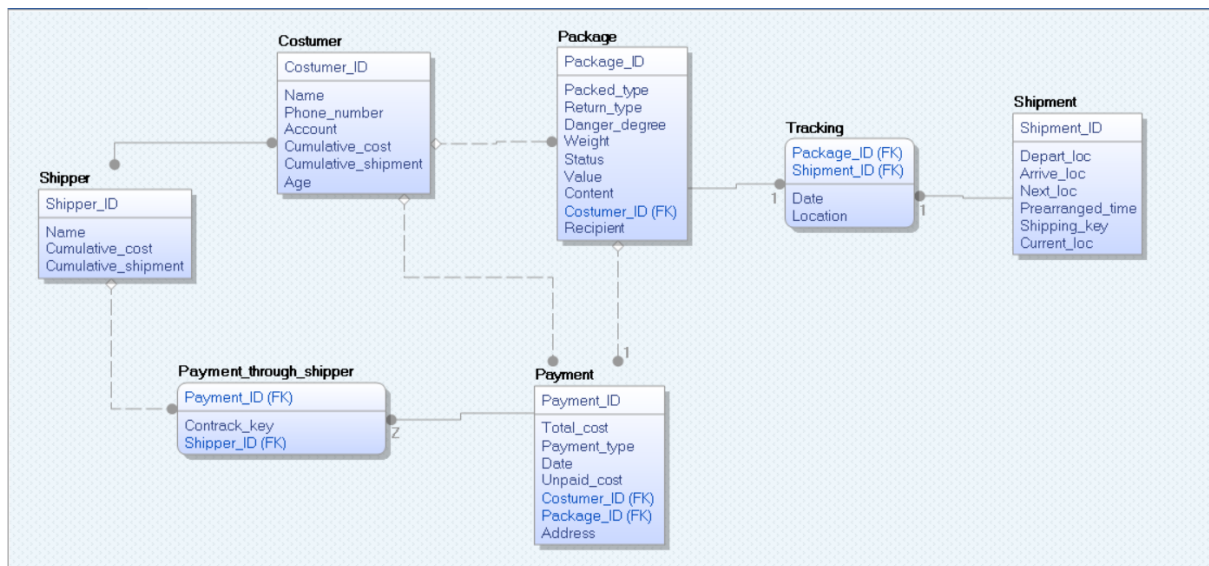 Costumer
Costumer_ID
Name
Phone_number
Account
Cumulative_cost
Cumulative_shipment
Age
Package
Package_ID
Packed_type
Return_type
Danger_degree
Weight
Status
Value
Content
Costumer_ID (FK)
Recipient
Tracking
Package_ID (FK)
Shipment_ID (FK)
Date
Location
1
1
Shipment
Shipment_ID
Depart_loc
Arrive_loc
Next_loc
Prearranged_time
Shipping_key
Current_loc
Shipper
Shipper_ID
Name
Cumulative_cost
Cumulative_shipment
Payment_through_shipper
Payment_ID (FK)
Contrack_key
Shipper_ID (FK)
Z
1
Payment
Payment_ID
Total_cost
Payment_type
Date
Unpaid_cost
Costumer_ID (FK)
Package_ID (FK)
Address